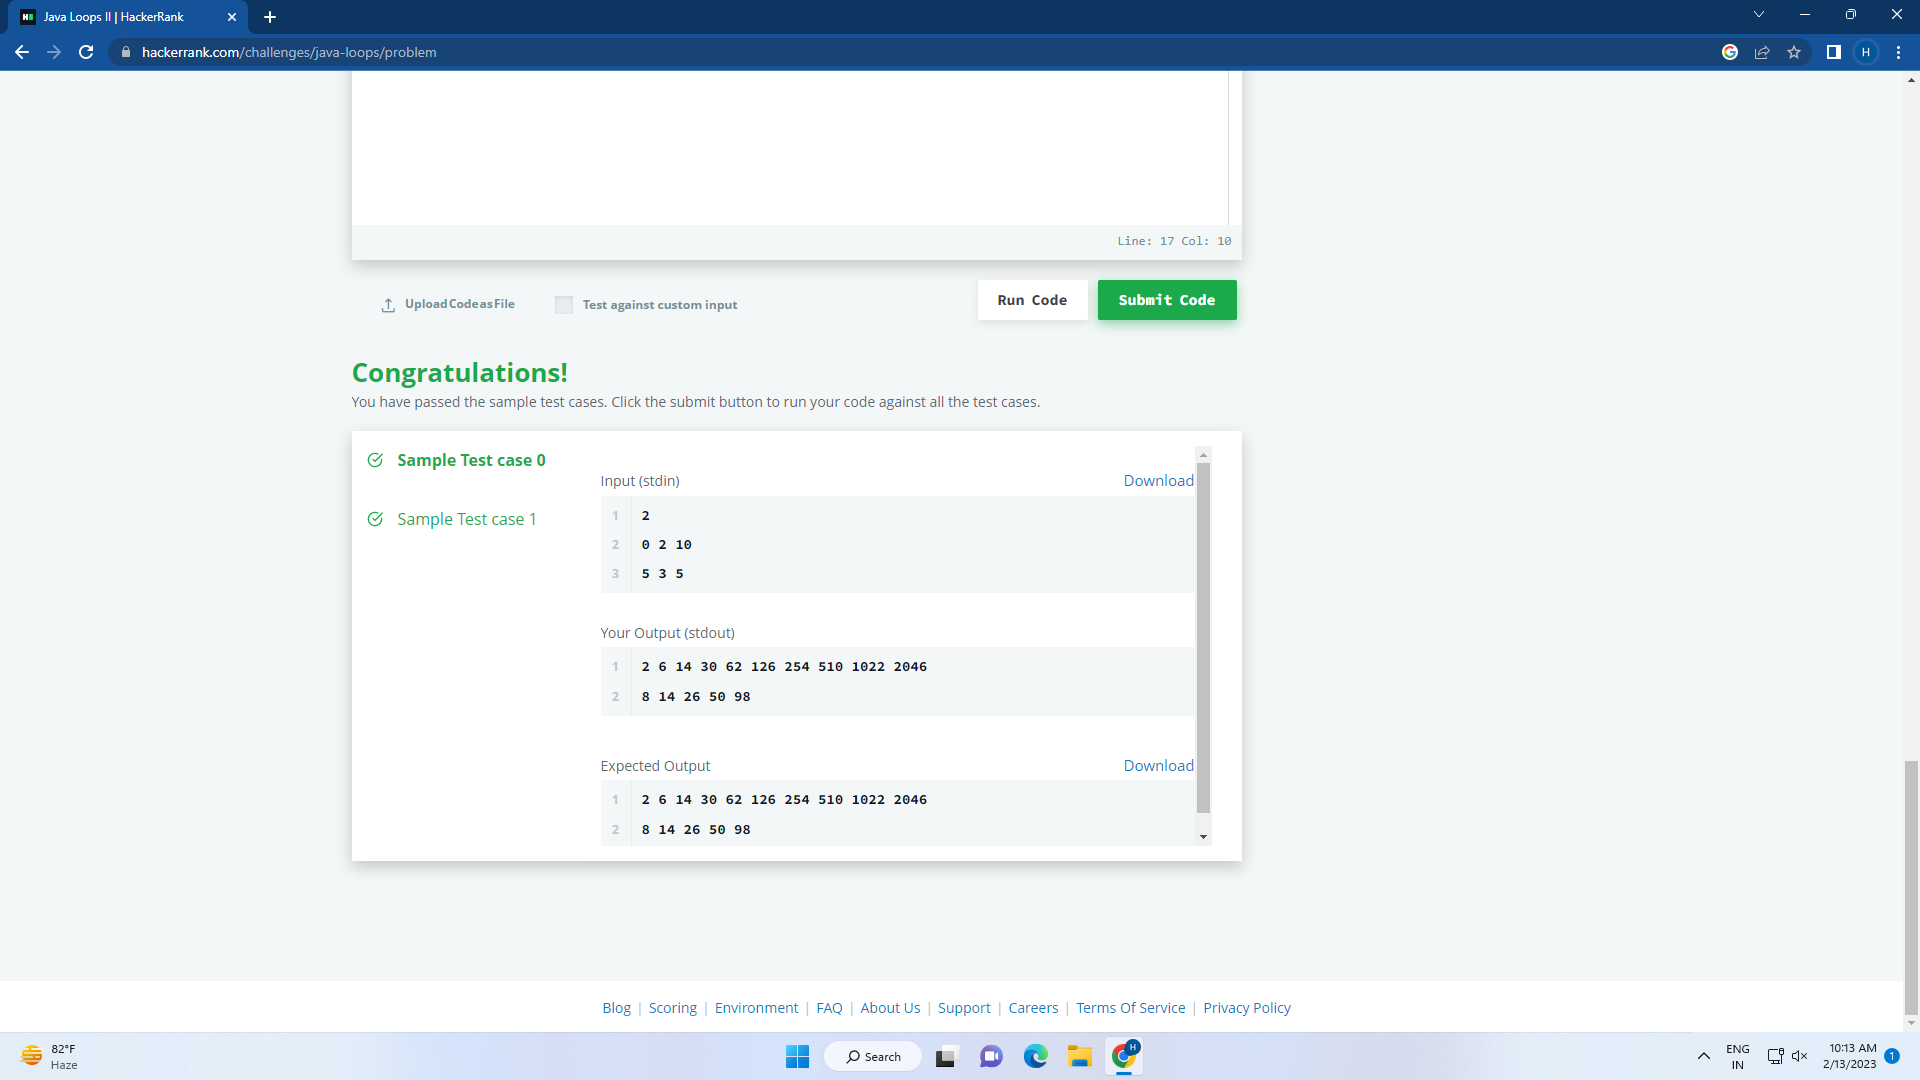 Java Loops II | HackerRank
hackerrank.com/challenges/java-loops/problem
H
Line: 17 Col: 10
Upload Code as File
Test against custom input
Run Code
Submit Code
Congratulations!
You have passed the sample test cases. Click the submit button to run your code against all the test cases.
Sample Test case 0
Sample Test case 1
Input (stdin)
Download
1 2
2 0 2 10
3 5 3 5
Your Output (stdout)
1 2 6 14 30 62 126 254 510 1022 2046
2 8 14 26 50 98
Expected Output
Download
1 2 6 14 30 62 126 254 510 1022 2046
2 8 14 26 50 98
Blog | Scoring | Environment | FAQ | About Us | Support | Careers | Terms Of Service | Privacy Policy
82°F
Haze
Search
H
ENG
IN
10:13 AM
2/13/2023
1